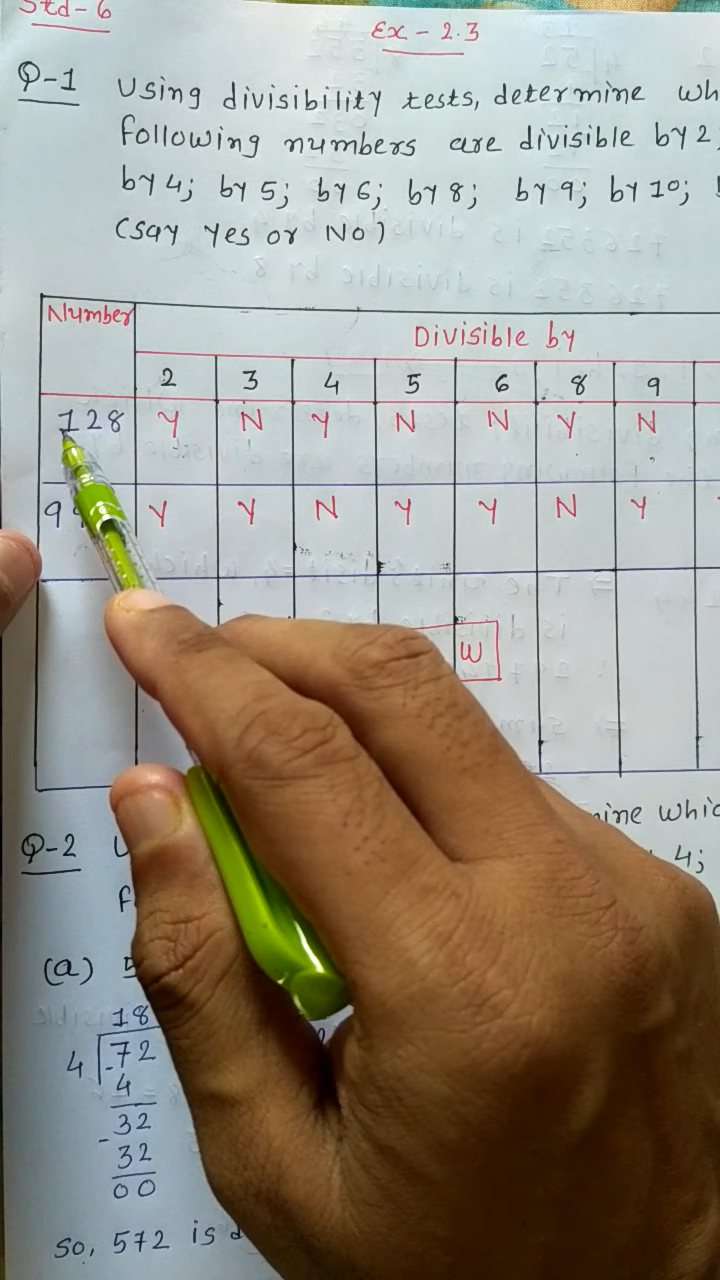 Std-6
Ex - 2.3
Q-1 Using divisibility tests, determine
following numbers are divisible by 2,
by 4; by 5; by 6; by 8; by 9; by 10;
(say Yes or No)
Number Divisible by
2 3 4 5 6 8 9
128 Y N Y N N Y N
Y Y N Y Y N Y
W
Q-2
4;
(a)
18
4 72
- 4
32
- 32
00
So, 572 is